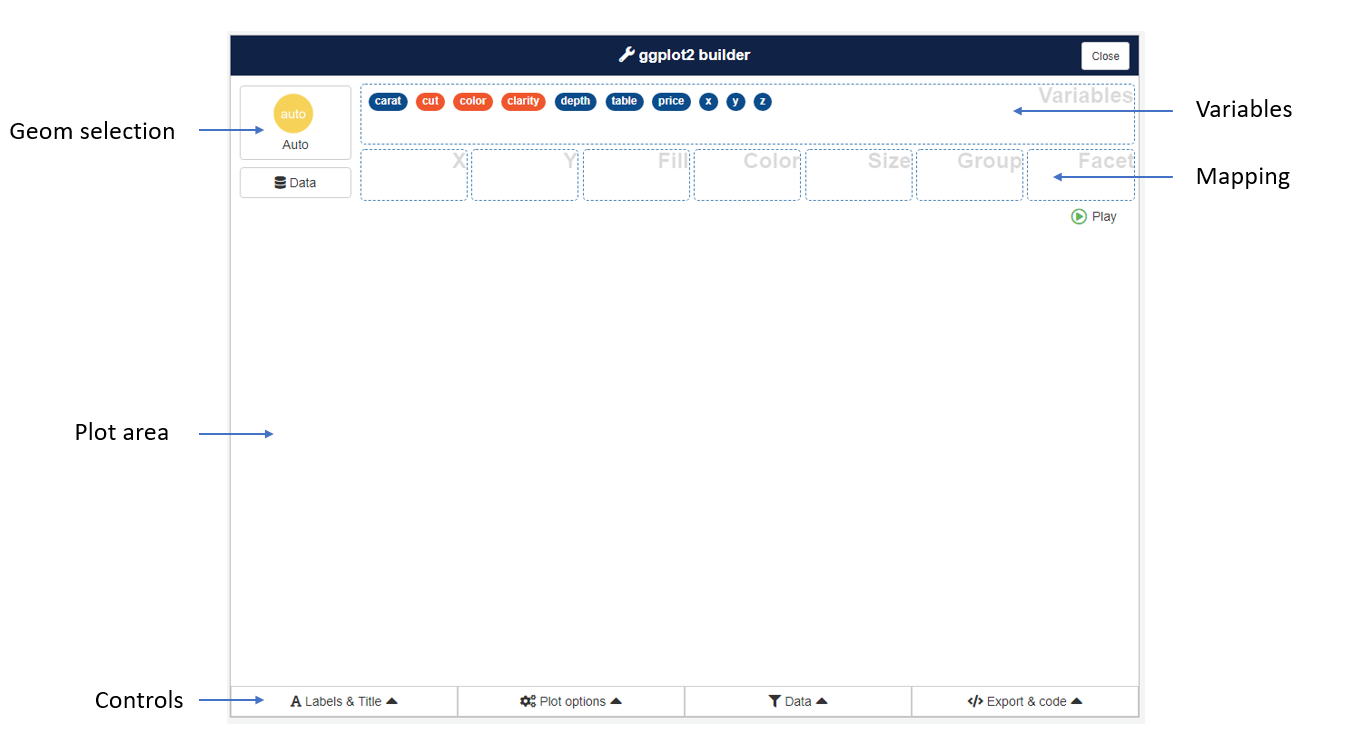 ggplot2 builder
Close
Geom selection
auto
Auto
Data
carat cut color clarity depth table price x y z
Variables
Variables
X Y Fill Color Size Group Facet
Mapping
Play
Plot area
Controls
A Labels & Title
Plot options
Data
</> Export & code